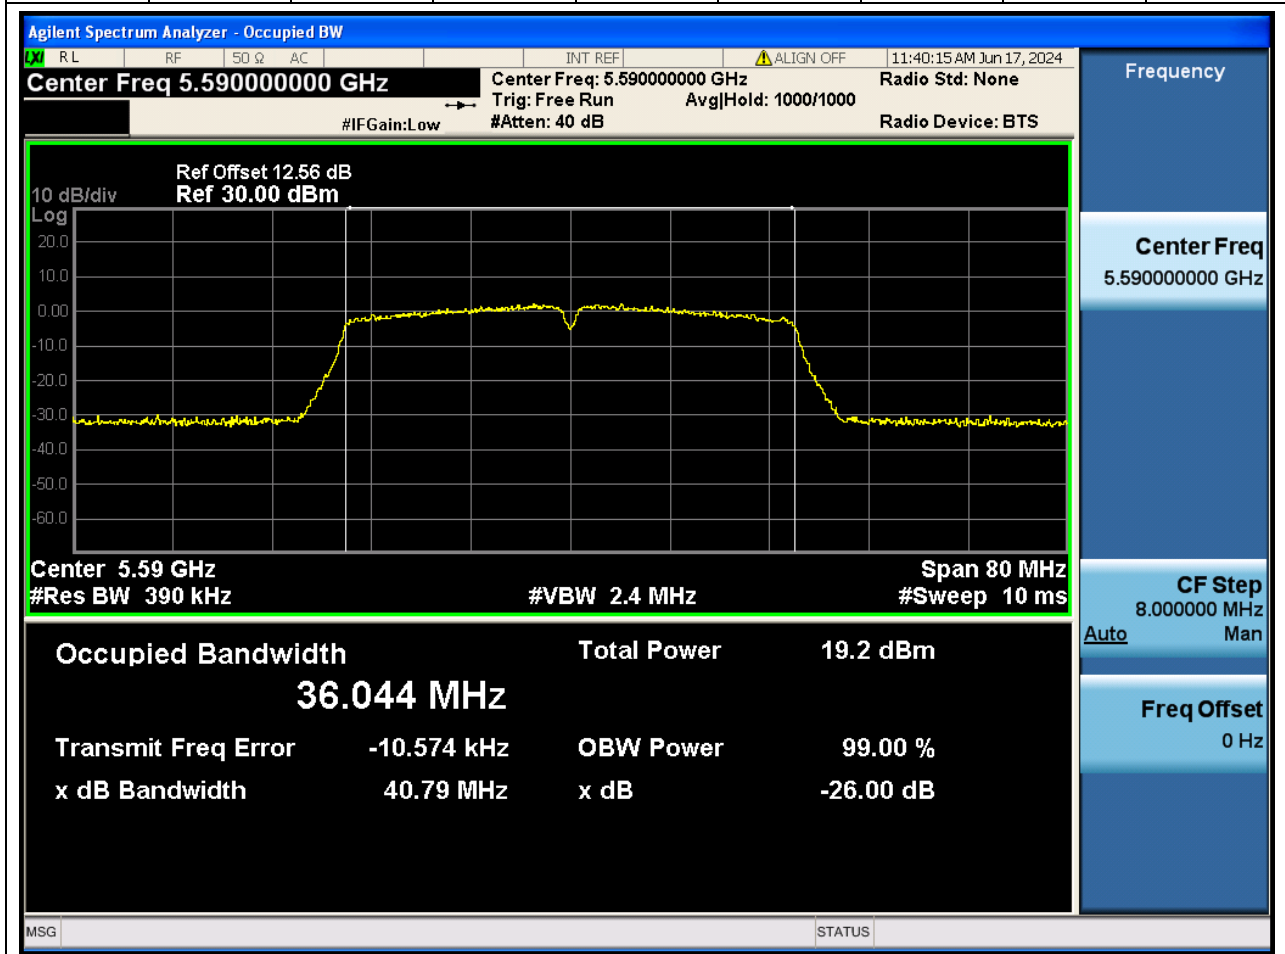 Agilent Spectrum Analyzer - Occupied BW
LXI RL RF 50 Ω AC INT REF ALIGN OFF 11:40:15 AM Jun 17, 2024
Center Freq 5.590000000 GHz
Center Freq: 5.590000000 GHz
Radio Std: None
Trig: Free Run Avg|Hold: 1000/1000
#IFGain:Low #Atten: 40 dB Radio Device: BTS
Ref Offset 12.56 dB
10 dB/div Ref 30.00 dBm
Log
20.0
10.0
0.00
-10.0
-20.0
-30.0
-40.0
-50.0
-60.0
Center 5.59 GHz Span 80 MHz
#Res BW 390 kHz #VBW 2.4 MHz #Sweep 10 ms
Occupied Bandwidth Total Power 19.2 dBm
36.044 MHz
Transmit Freq Error -10.574 kHz OBW Power 99.00 %
x dB Bandwidth 40.79 MHz x dB -26.00 dB
MSG STATUS
Frequency
Center Freq
5.590000000 GHz
CF Step
8.000000 MHz
Auto Man
Freq Offset
0 Hz